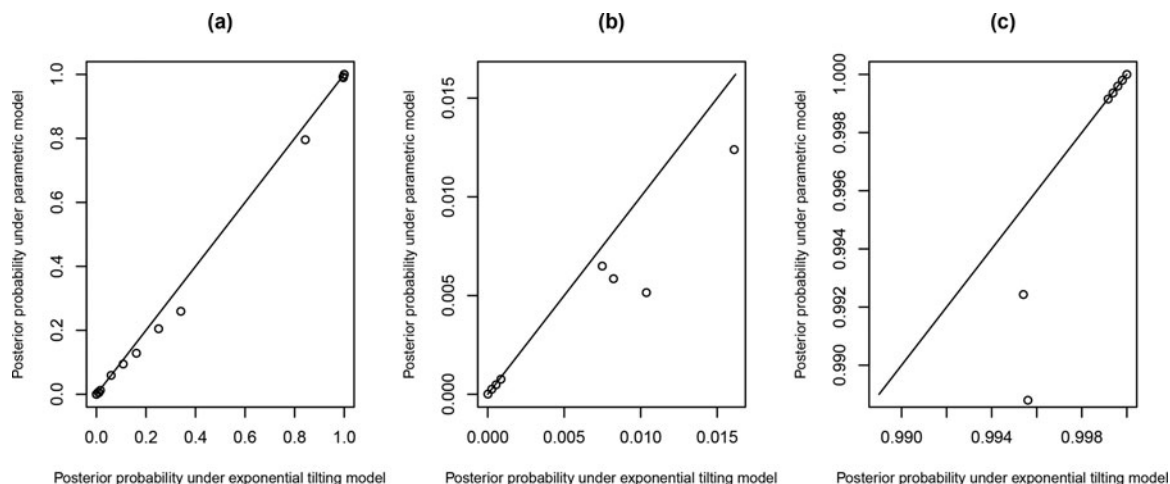 (a)
(b)
(c)
Posterior probability under parametric model
1.0
0.8
0.6
0.4
0.2
0.0
0.0 0.2 0.4 0.6 0.8 1.0
Posterior probability under exponential tilting model
Posterior probability under parametric model
0.015
0.010
0.005
0.000
0.000 0.005 0.010 0.015
Posterior probability under exponential tilting model
Posterior probability under parametric model
1.000
0.998
0.996
0.994
0.992
0.990
0.990 0.994 0.998
Posterior probability under exponential tilting model